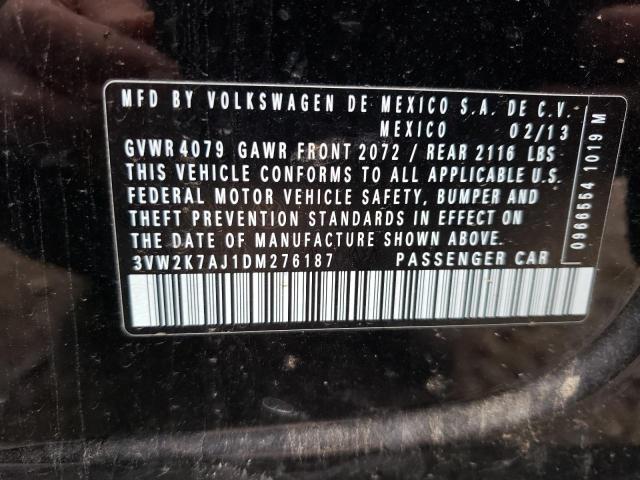 MFD BY VOLKSWAGEN DE MEXICO S.A. DE C.V.
MEXICO 02/13
GVWR 4079 GAWR FRONT 2072 / REAR 2116 LBS
THIS VEHICLE CONFORMS TO ALL APPLICABLE U.S.
FEDERAL MOTOR VEHICLE SAFETY, BUMPER AND
THEFT PREVENTION STANDARDS IN EFFECT ON
THE DATE OF MANUFACTURE SHOWN ABOVE.
3VW2K7AJ1DM276187 PASSENGER CAR
0966554 1019 M